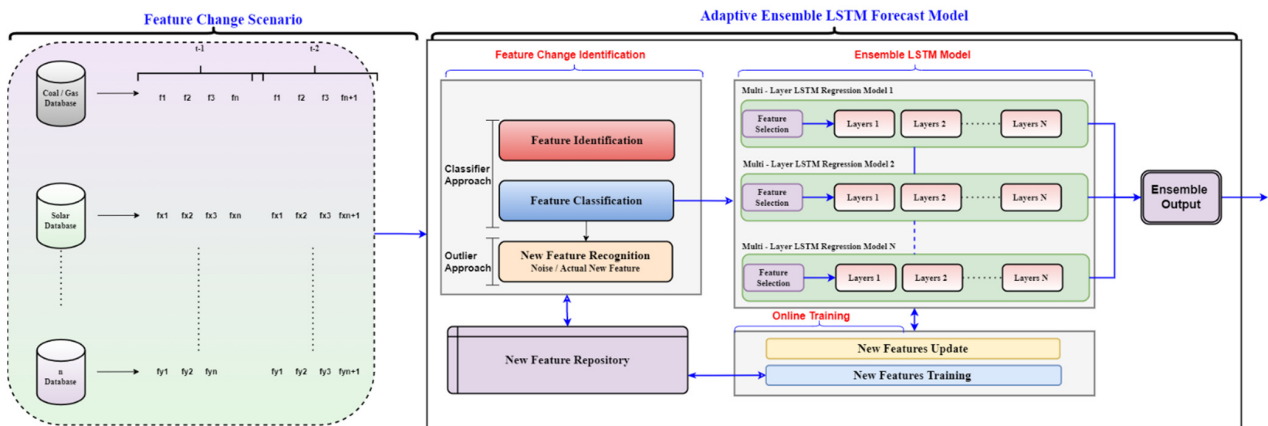 Feature Change Scenario
Adaptive Ensemble LSTM Forecast Model
t-1
t-2
Coal / Gas
Database
f1 f2 f3 fn
f1 f2 f3 fn+1
Solar
Database
fx1 fx2 fx3 fxn
fx1 fx2 fx3 fxn+1
n
Database
fy1 fy2 fyn
fy1 fy2 fy3 fyn+1
Feature Change Identification
Classifier
Approach
Feature Identification
Feature Classification
Outlier
Approach
New Feature Recognition
Noise / Actual New Feature
New Feature Repository
Ensemble LSTM Model
Multi - Layer LSTM Regression Model 1
Feature
Selection
Layers 1
Layers 2
Layers N
Multi - Layer LSTM Regression Model 2
Feature
Selection
Layers 1
Layers 2
Layers N
Multi - Layer LSTM Regression Model N
Feature
Selection
Layers 1
Layers 2
Layers N
Online Training
New Features Update
New Features Training
Ensemble
Output